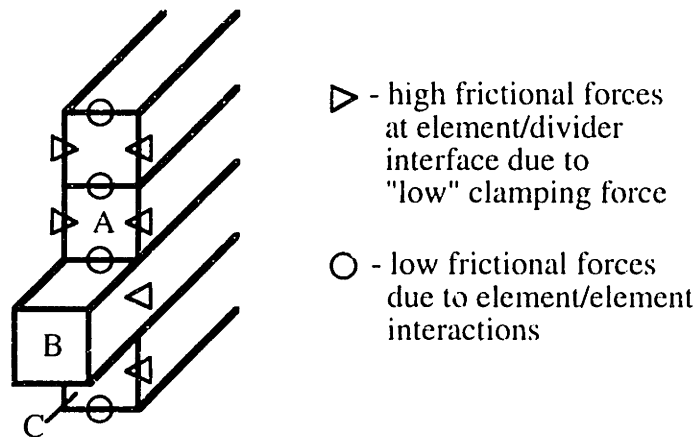 - high frictional forces
at element/divider
interface due to
"low" clamping force
A
- low frictional forces
due to element/element
interactions
B
C